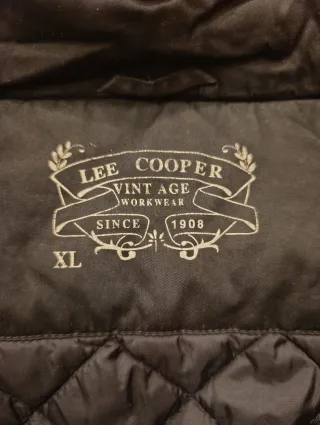 LEE COOPER
VINT AGE
WORKWEAR
SINCE 1908
XL